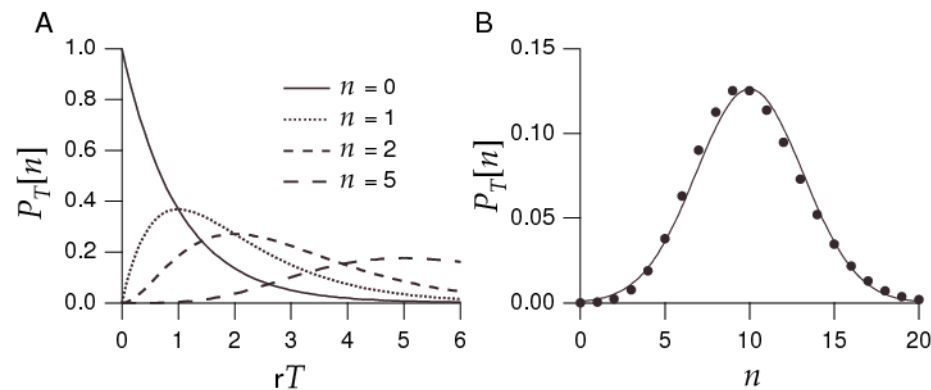 A
P_T[n]
1.0
0.8
0.6
0.4
0.2
0.0
n = 0
n = 1
n = 2
n = 5
0 1 2 3 4 5 6
rT
B
P_T[n]
0.15
0.10
0.05
0.00
0 5 10 15 20
n